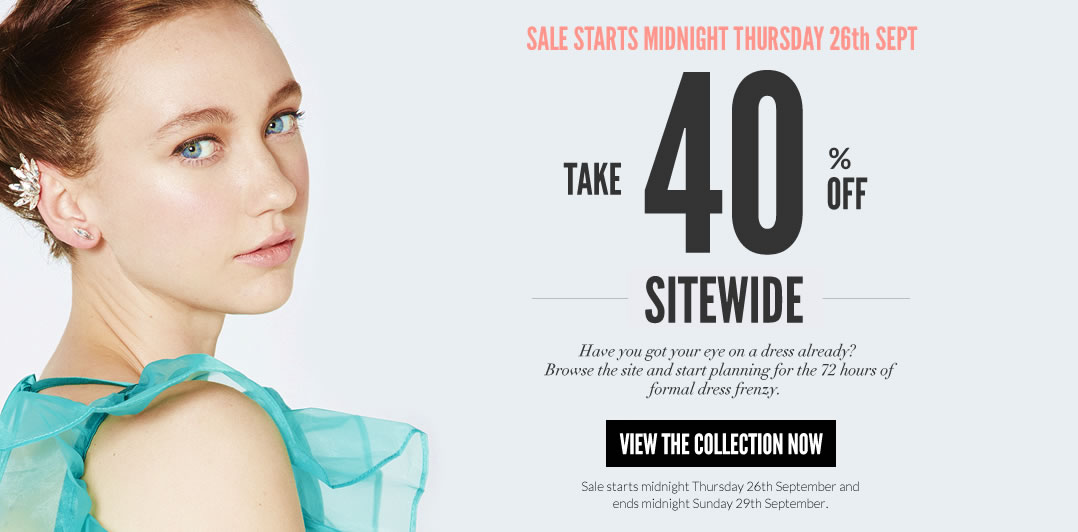 SALE STARTS MIDNIGHT THURSDAY 26th SEPT
TAKE 40 % OFF
SITEWIDE
Have you got your eye on a dress already?
Browse the site and start planning for the 72 hours of
formal dress frenzy.
VIEW THE COLLECTION NOW
Sale starts midnight Thursday 26th September and
ends midnight Sunday 29th September.